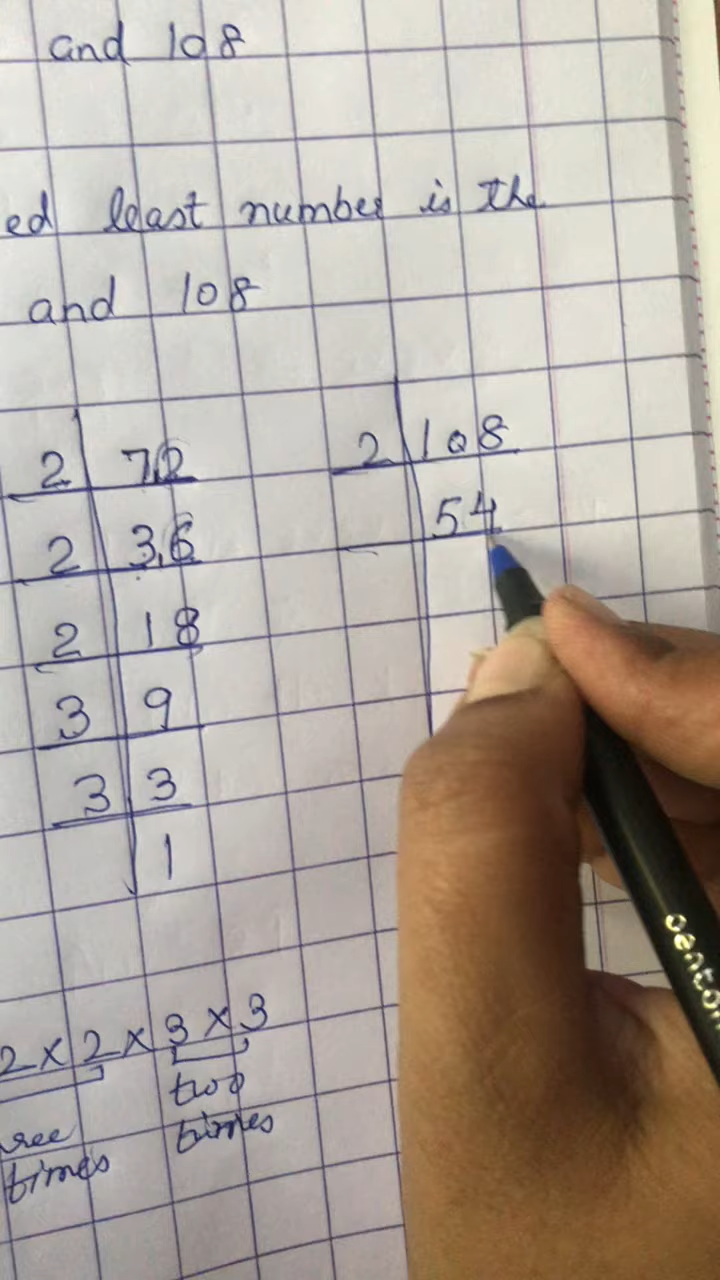 and 108
ed least number is the
and 108
2 72
2 36
2 18
3 9
3 3
1
2 108
54
2 × 2 × 3 × 3
two
times
ree
times